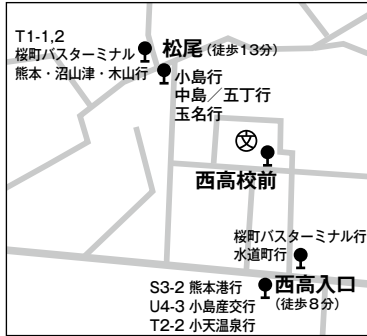 T1-1,2
桜町バスターミナル
熊本・沼山津・木山行
松尾(徒歩13分)
小島行
中島／五丁行
玉名行
文
西高校前
桜町バスターミナル行
水道町行
西高入口
(徒歩8分)
S3-2 熊本港行
U4-3 小島産交行
T2-2 小天温泉行